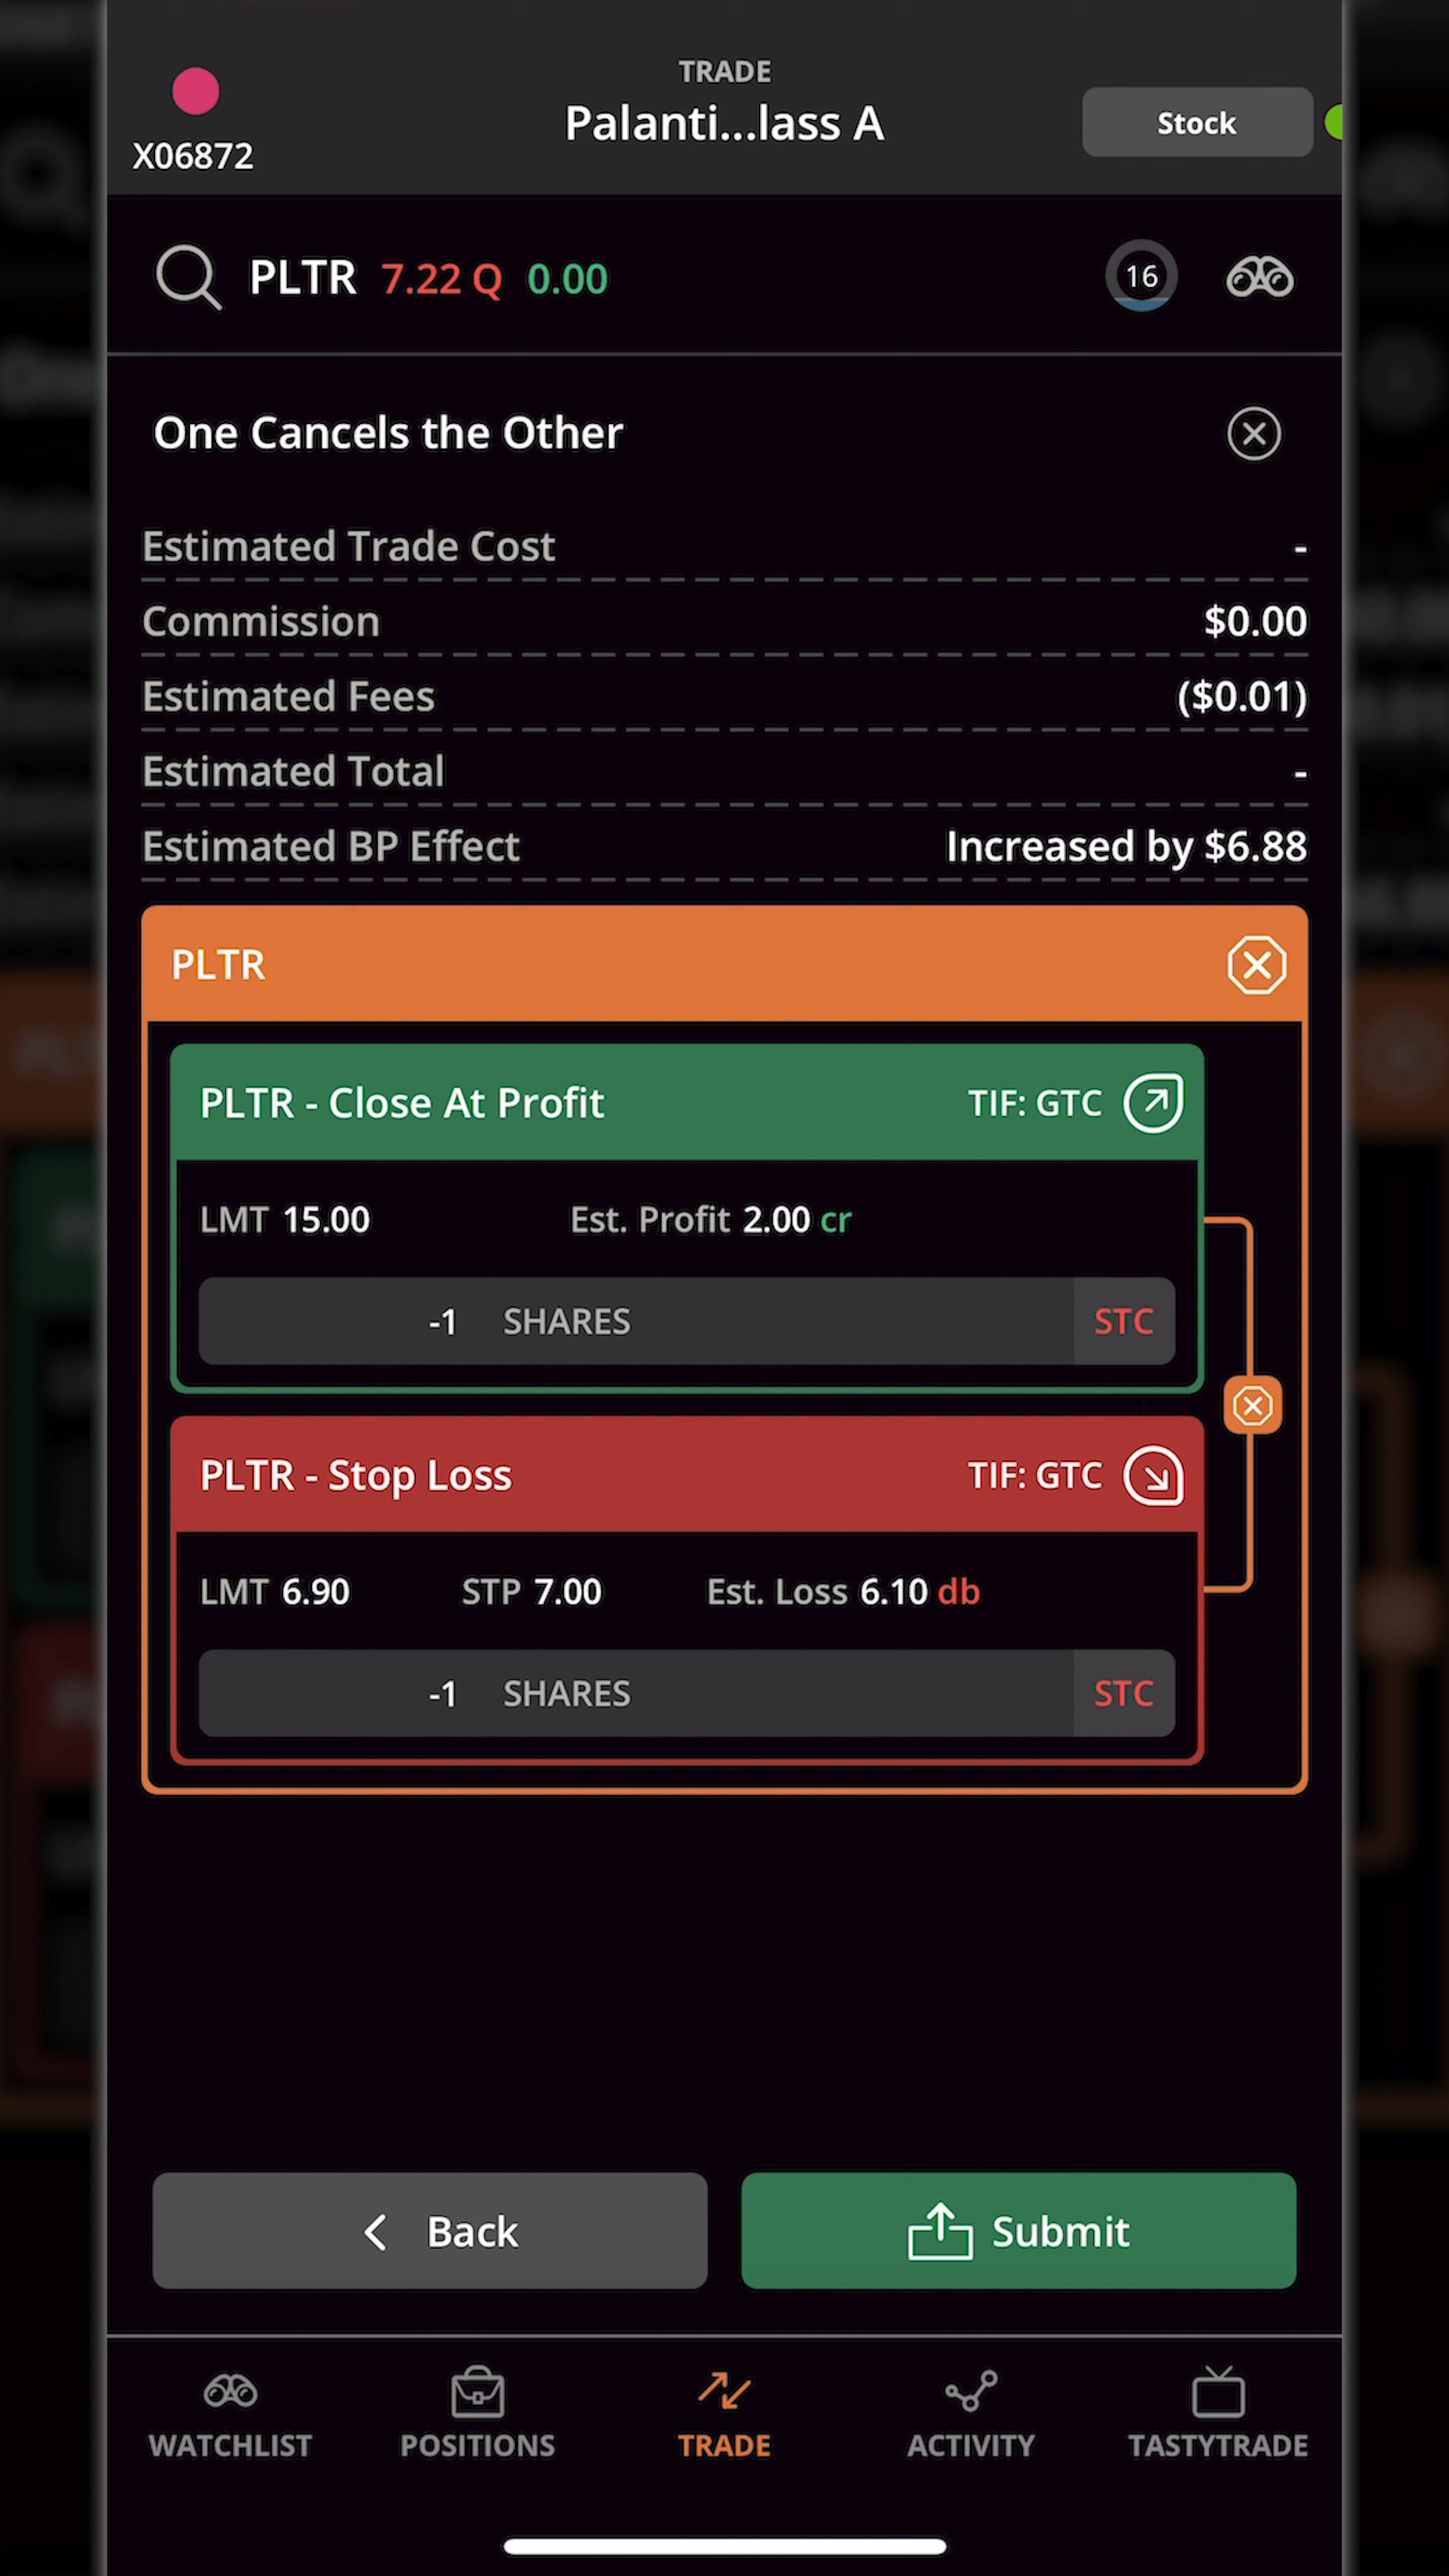 TRADE
Palanti...lass A
Stock
X06872
PLTR 7.22 Q 0.00
16
One Cancels the Other
Estimated Trade Cost -
Commission $0.00
Estimated Fees ($0.01)
Estimated Total -
Estimated BP Effect Increased by $6.88
PLTR
PLTR - Close At Profit TIF: GTC
LMT 15.00 Est. Profit 2.00 cr
-1 SHARES STC
PLTR - Stop Loss TIF: GTC
LMT 6.90 STP 7.00 Est. Loss 6.10 db
-1 SHARES STC
Back
Submit
WATCHLIST POSITIONS TRADE ACTIVITY TASTYTRADE